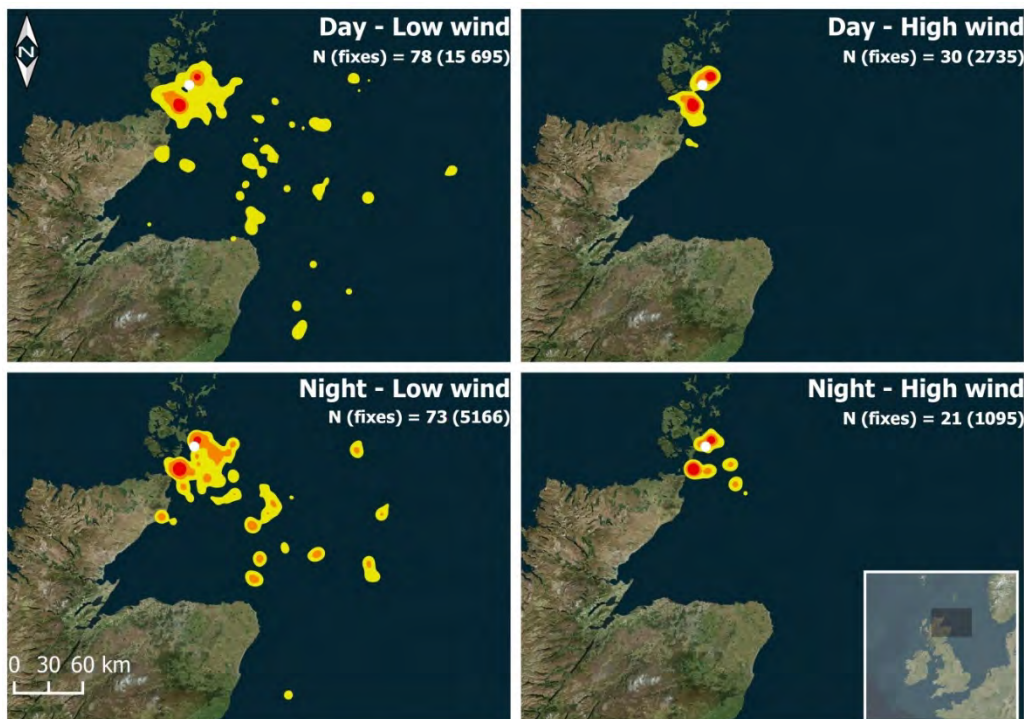 N
Day - Low wind
N (fixes) = 78 (15 695)
Day - High wind
N (fixes) = 30 (2735)
Night - Low wind
N (fixes) = 73 (5166)
Night - High wind
N (fixes) = 21 (1095)
0 30 60 km